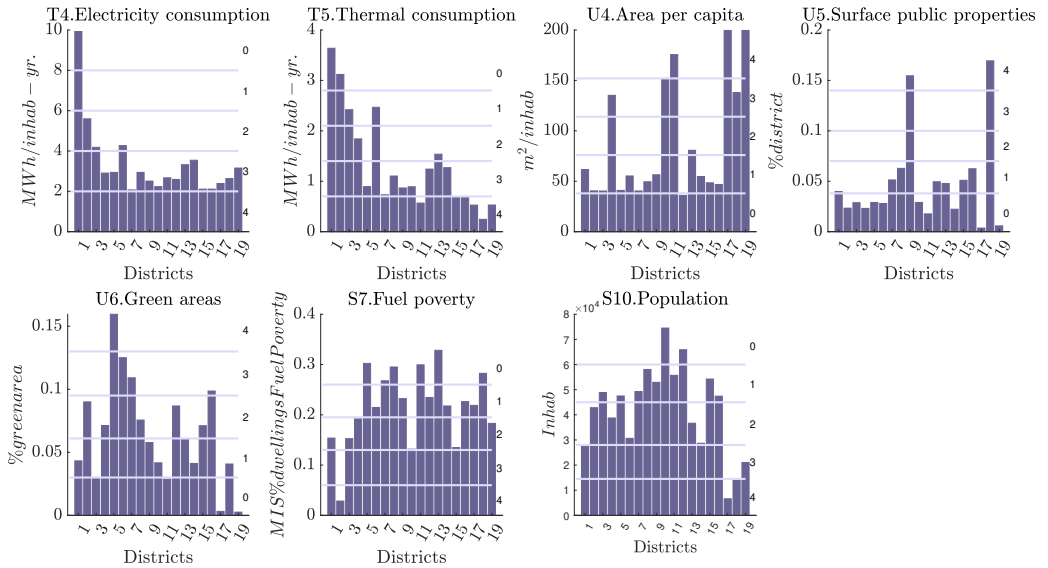 T4.Electricity consumption
10
8
6
4
2
0
MWh/inhab − yr.
0
1
2
3
4
1 3 5 7 9 11 13 15 17 19
Districts
T5.Thermal consumption
4
3
2
1
0
MWh/inhab − yr.
0
1
2
3
4
1 3 5 7 9 11 13 15 17 19
Districts
U4.Area per capita
200
150
100
50
0
m²/inhab
4
3
2
1
0
1 3 5 7 9 11 13 15 17 19
Districts
U5.Surface public properties
0.2
0.15
0.1
0.05
0
%district
4
3
2
1
0
1 3 5 7 9 11 13 15 17 19
Districts
U6.Green areas
0.15
0.1
0.05
0
%greenarea
4
3
2
1
0
1 3 5 7 9 11 13 15 17 19
Districts
S7.Fuel poverty
0.4
0.3
0.2
0.1
0
MIS%dwellingsFuelPoverty
0
1
2
3
4
1 3 5 7 9 11 13 15 17 19
Districts
S10.Population
×10⁴
8
7
6
5
4
3
2
1
0
Inhab
0
1
2
3
4
1 3 5 7 9 11 13 15 17 19
Districts